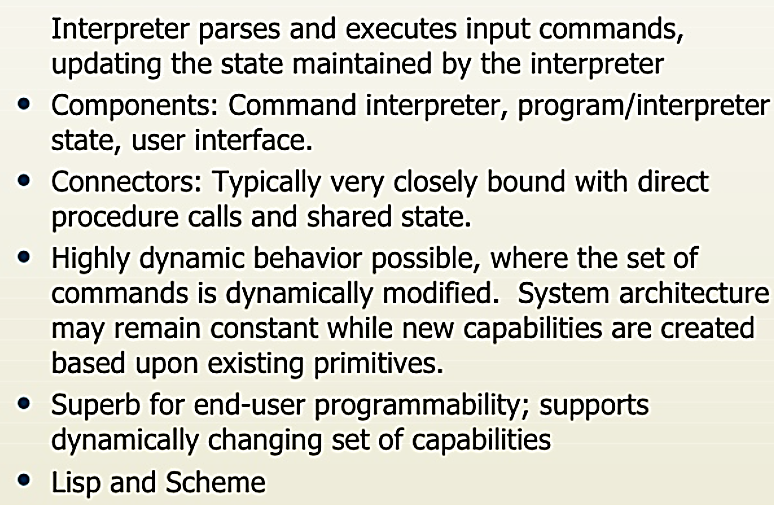 Interpreter parses and executes input commands,
updating the state maintained by the interpreter
• Components: Command interpreter, program/interpreter
state, user interface.
• Connectors: Typically very closely bound with direct
procedure calls and shared state.
• Highly dynamic behavior possible, where the set of
commands is dynamically modified.  System architecture
may remain constant while new capabilities are created
based upon existing primitives.
• Superb for end-user programmability; supports
dynamically changing set of capabilities
• Lisp and Scheme